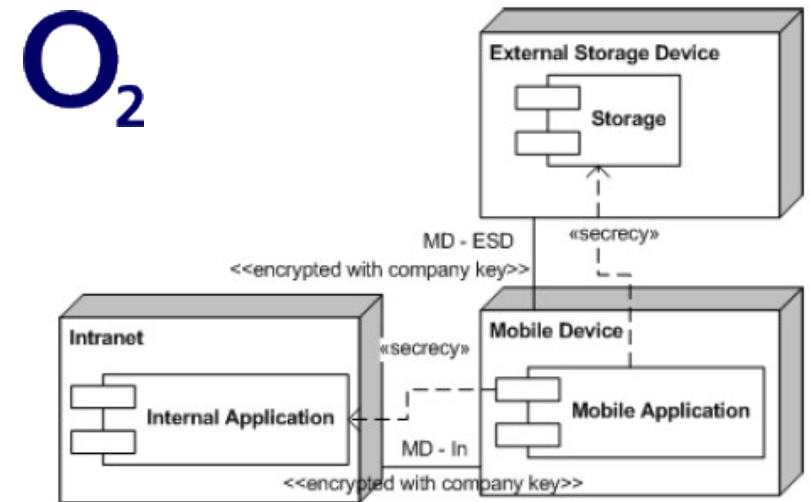 O2
External Storage Device
Storage
MD - ESD
«secrecy»
<<encrypted with company key>>
Intranet
«secrecy»
Mobile Device
Internal Application
Mobile Application
MD - In
<<encrypted with company key>>